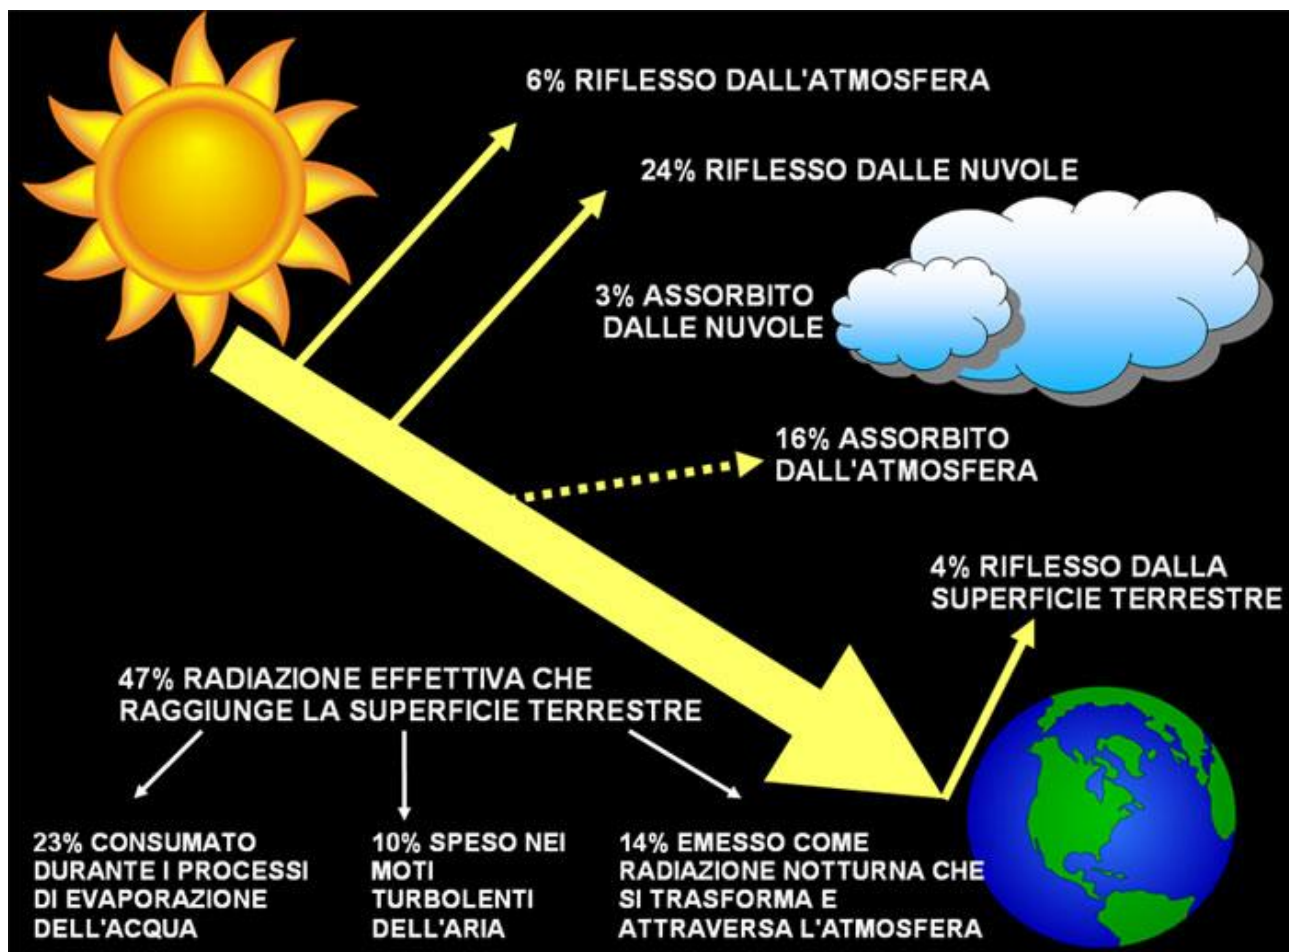 6% RIFLESSO DALL'ATMOSFERA
24% RIFLESSO DALLE NUVOLE
3% ASSORBITO
DALLE NUVOLE
16% ASSORBITO
DALL'ATMOSFERA
4% RIFLESSO DALLA
SUPERFICIE TERRESTRE
47% RADIAZIONE EFFETTIVA CHE
RAGGIUNGE LA SUPERFICIE TERRESTRE
23% CONSUMATO
DURANTE I PROCESSI
DI EVAPORAZIONE
DELL'ACQUA
10% SPESO NEI
MOTI
TURBOLENTI
DELL'ARIA
14% EMESSO COME
RADIAZIONE NOTTURNA CHE
SI TRASFORMA E
ATTRAVERSA L'ATMOSFERA